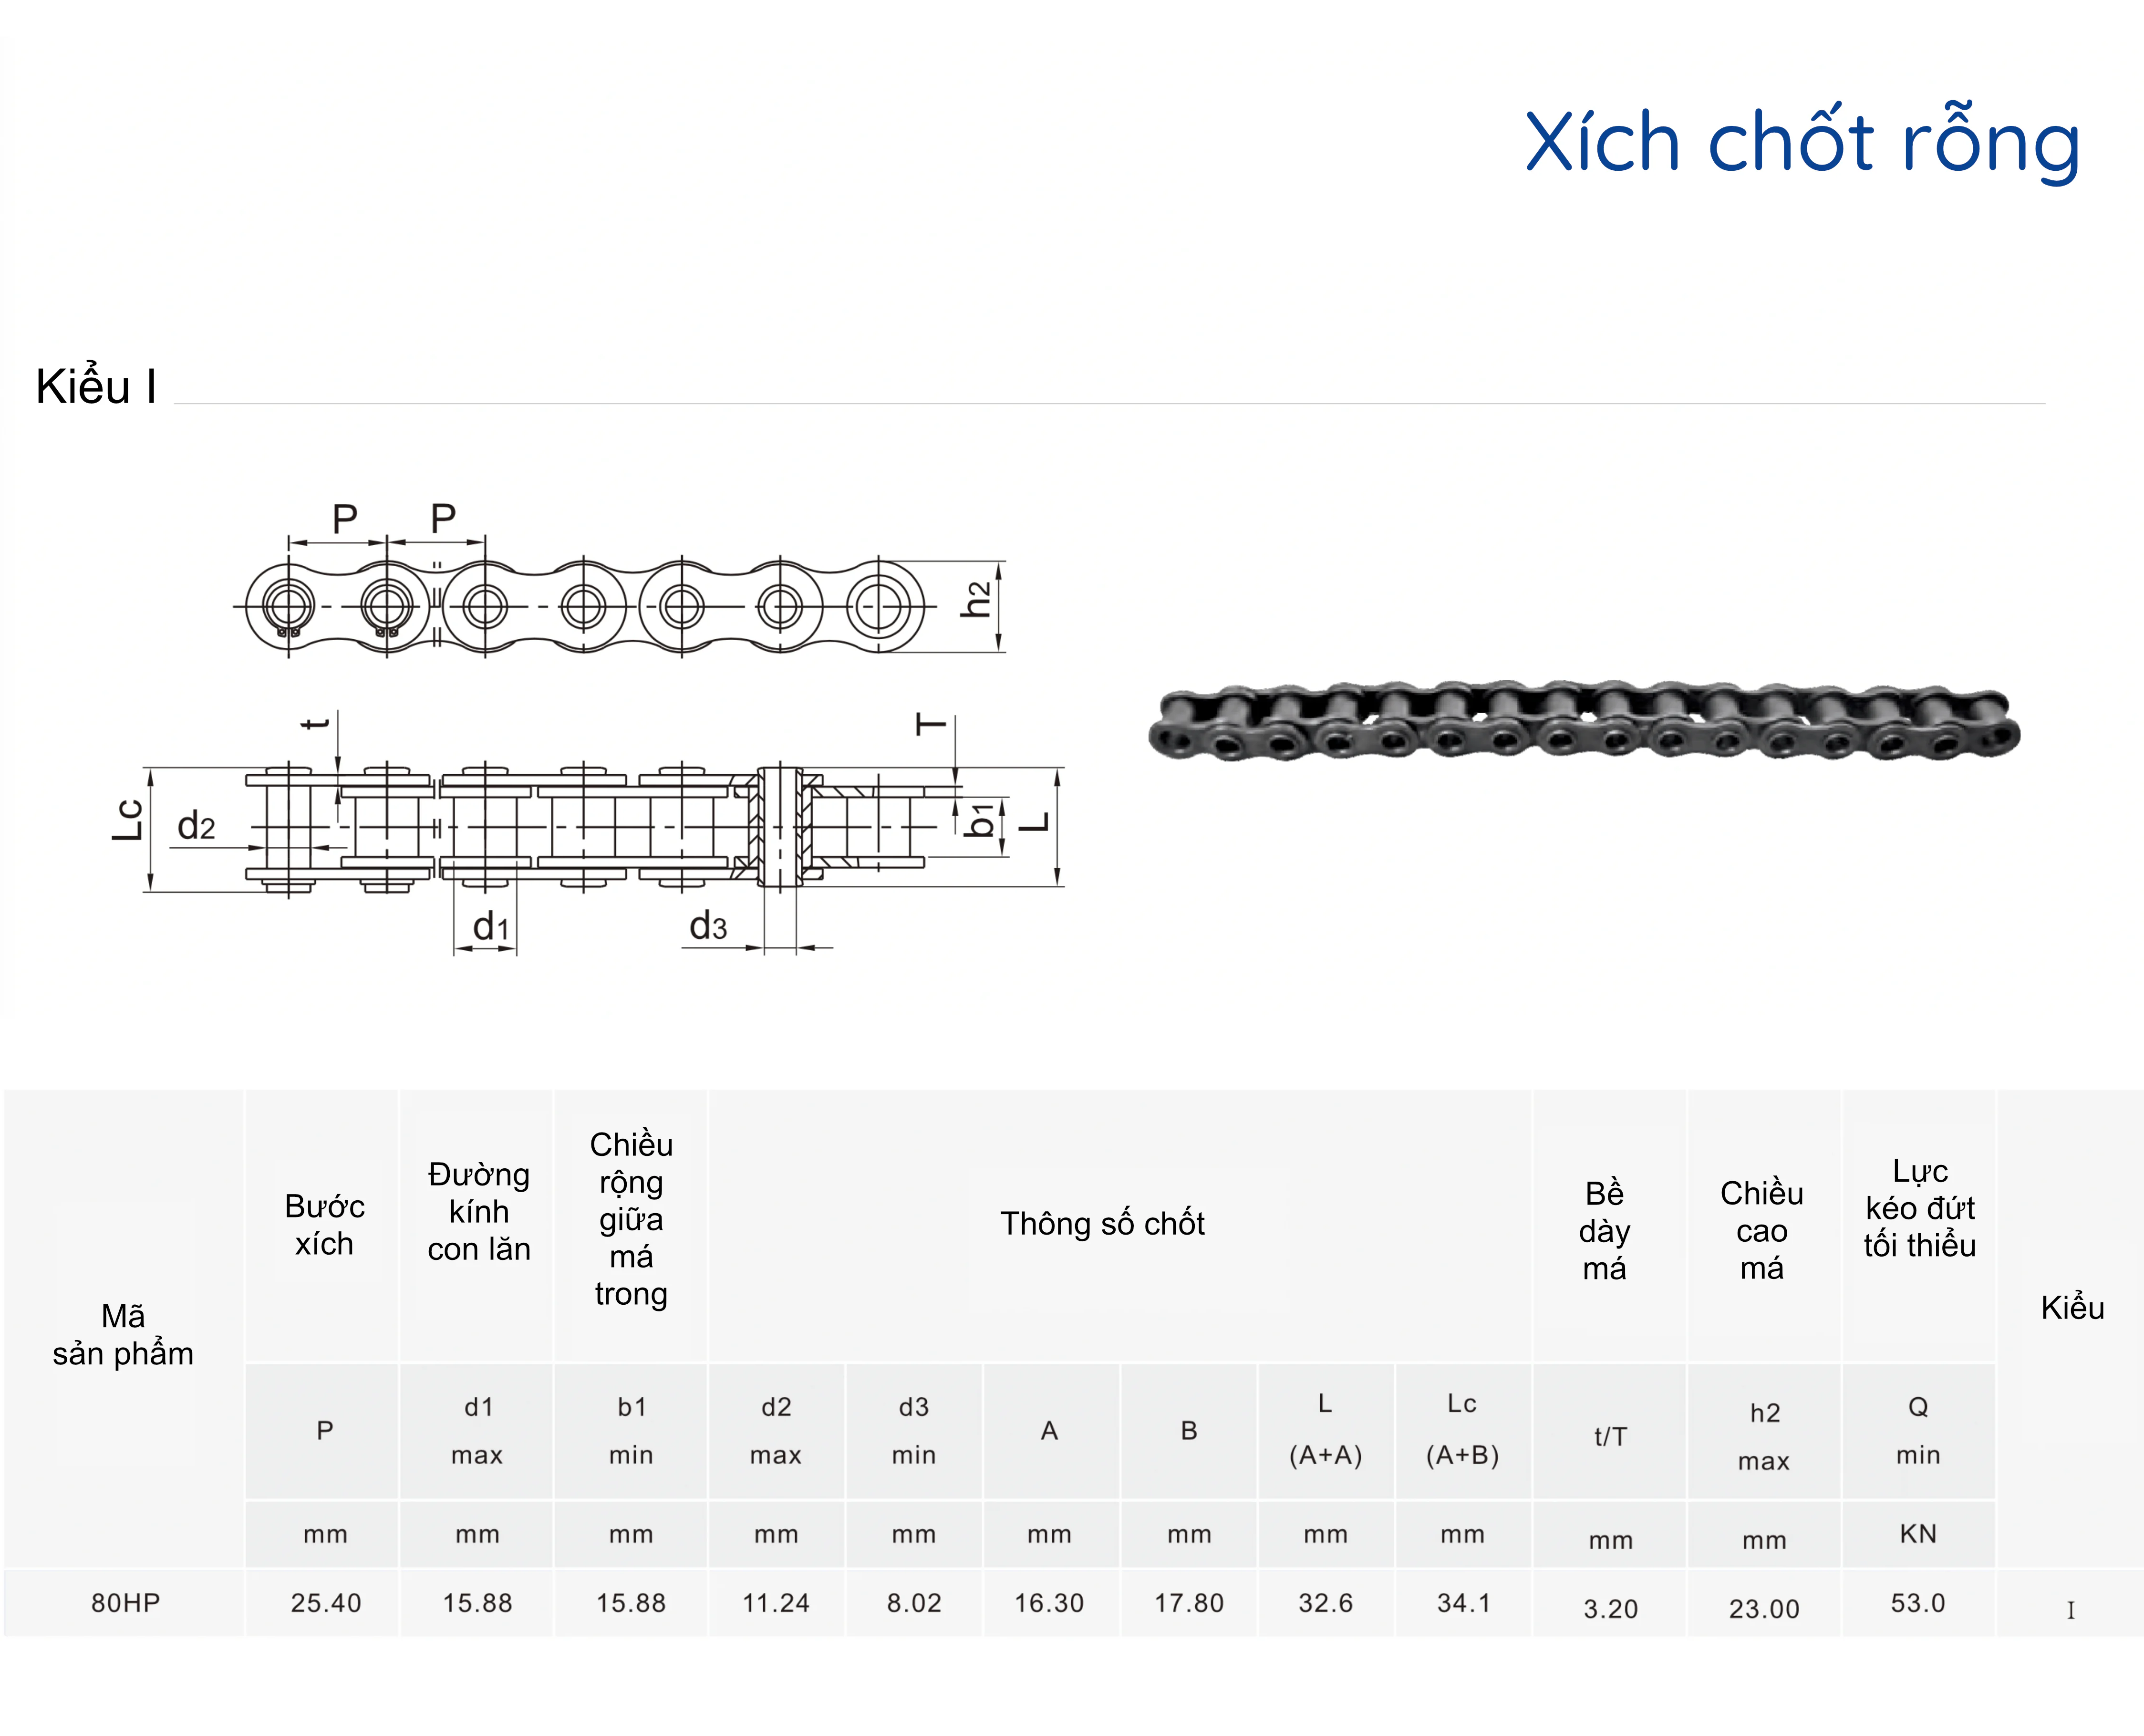 Xích chốt rỗng
Kiểu I
P P
h2
t
T
Lc
d2
b1
L
d1
d3
Mã
sản phẩm
Bước
xích
Đường
kính
con lăn
Chiều
rộng
giữa
má
trong
Thông số chốt
Bề
dày
má
Chiều
cao
má
Lực
kéo đứt
tối thiểu
Kiểu
P
d1
max
b1
min
d2
max
d3
min
A
B
L
(A+A)
Lc
(A+B)
t/T
h2
max
Q
min
mm mm mm mm mm mm mm mm mm mm mm KN
80HP 25.40 15.88 15.88 11.24 8.02 16.30 17.80 32.6 34.1 3.20 23.00 53.0 I